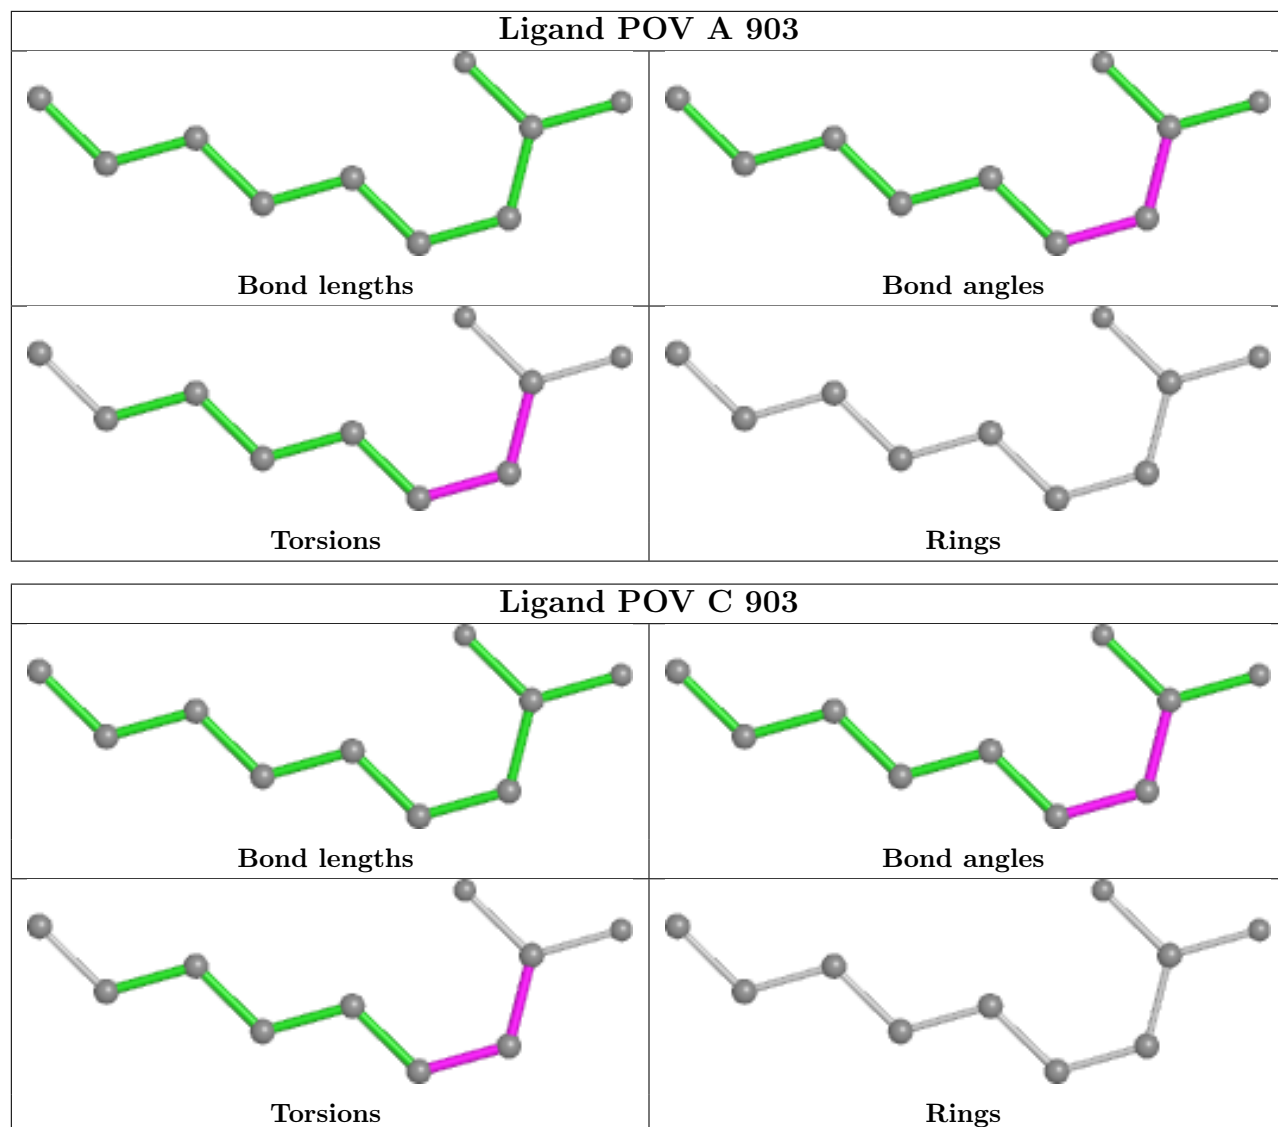 Ligand POV A 903
Bond lengths
Bond angles
Torsions
Rings
Ligand POV C 903
Bond lengths
Bond angles
Torsions
Rings